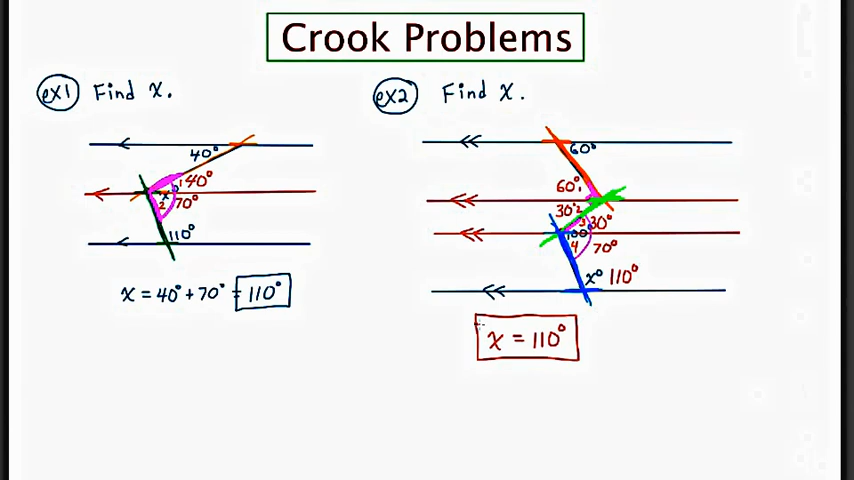 Crook Problems
ex1 Find x.
40°
1 40°
x°
2 70°
110°
x = 40° + 70° = 110°
ex2 Find x.
60°
60° 1
30° 2
3 30°
100°
4 70°
x° 110°
x = 110°